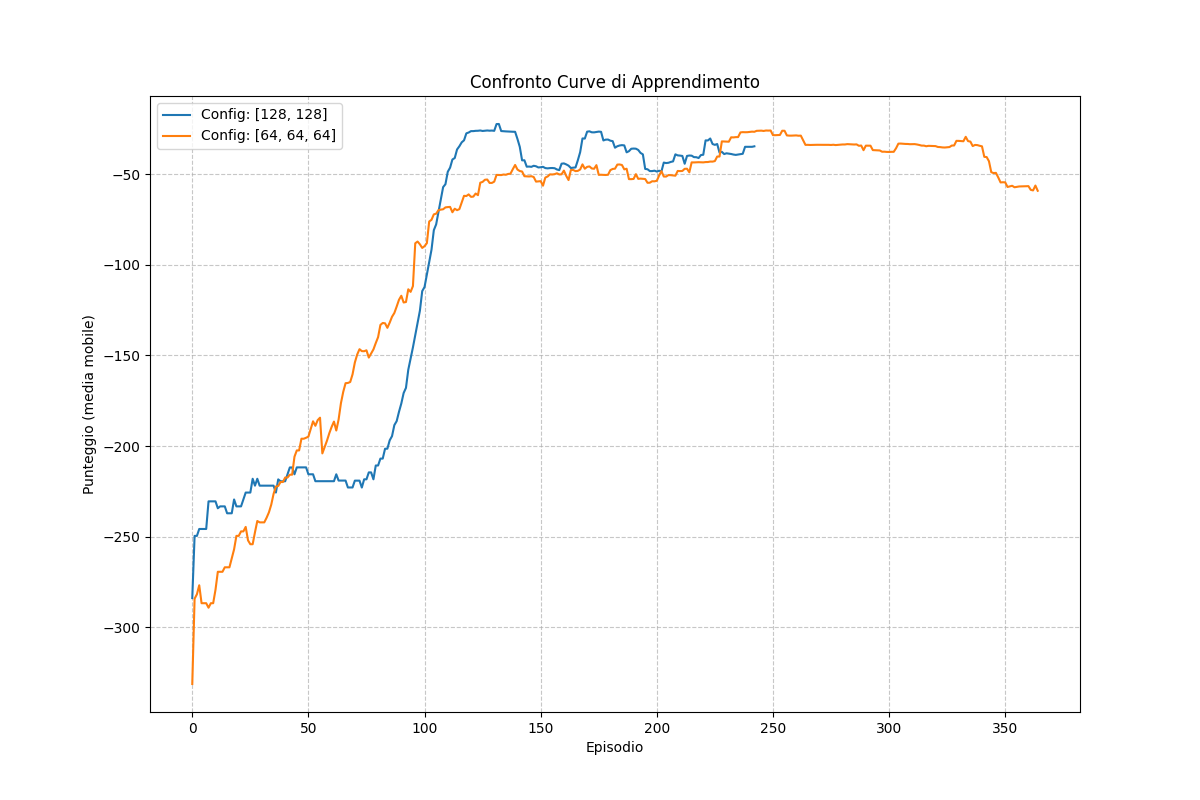 Confronto Curve di Apprendimento
Config: [128, 128]
Config: [64, 64, 64]
Punteggio (media mobile)
−50
−100
−150
−200
−250
−300
0 50 100 150 200 250 300 350
Episodio